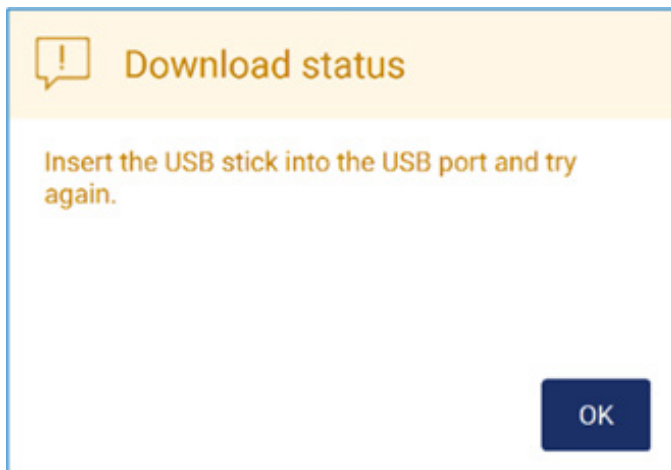 Download status
Insert the USB stick into the USB port and try
again.
OK